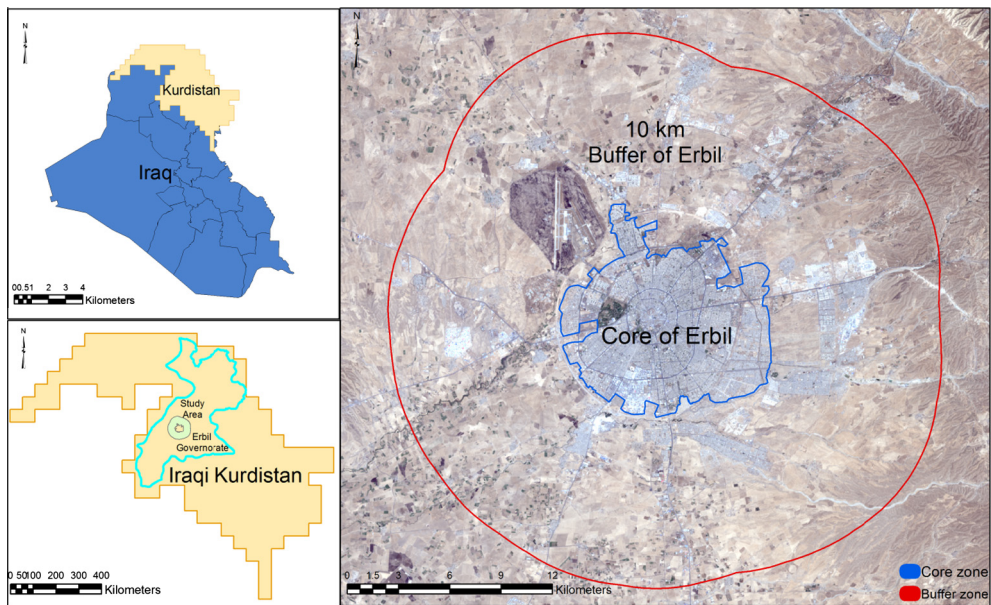 N
Kurdistan
Iraq
00.51 2 3 4
Kilometers
N
Study
Area
Erbil
Governorate
Iraqi Kurdistan
0 50100 200 300 400
Kilometers
N
10 km
Buffer of Erbil
Core of Erbil
0 1.5 3 6 9 12
Kilometers
Core zone
Buffer zone